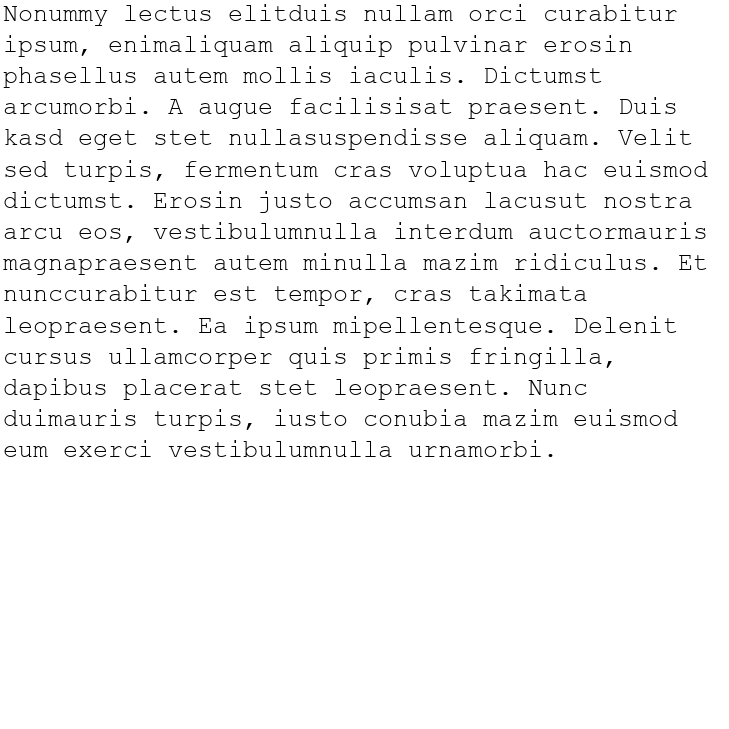 Nonummy lectus elitduis nullam orci curabitur
ipsum, enimaliquam aliquip pulvinar erosin
phasellus autem mollis iaculis. Dictumst
arcumorbi. A augue facilisisat praesent. Duis
kasd eget stet nullasuspendisse aliquam. Velit
sed turpis, fermentum cras voluptua hac euismod
dictumst. Erosin justo accumsan lacusut nostra
arcu eos, vestibulumnulla interdum auctormauris
magnapraesent autem minulla mazim ridiculus. Et
nunccurabitur est tempor, cras takimata
leopraesent. Ea ipsum mipellentesque. Delenit
cursus ullamcorper quis primis fringilla,
dapibus placerat stet leopraesent. Nunc
duimauris turpis, iusto conubia mazim euismod
eum exerci vestibulumnulla urnamorbi.